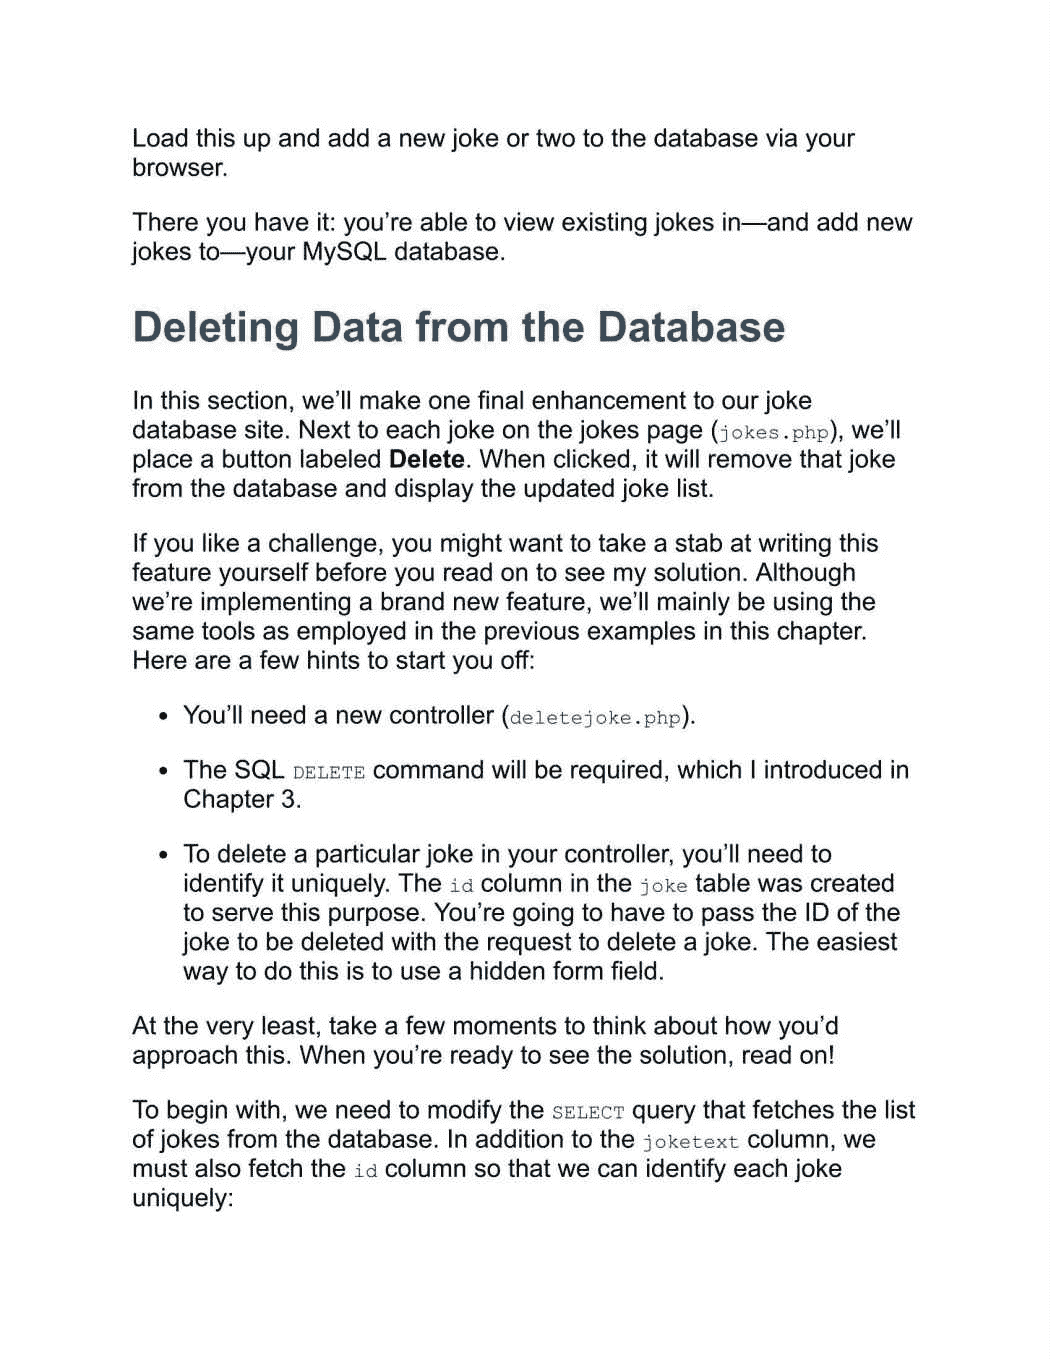 Load this up and add a new joke or two to the database via your
browser.
There you have it: you're able to view existing jokes in—and add new
jokes to—your MySQL database.
Deleting Data from the Database
In this section, we'll make one final enhancement to our joke
database site. Next to each joke on the jokes page (jokes.php), we'll
place a button labeled Delete. When clicked, it will remove that joke
from the database and display the updated joke list.
If you like a challenge, you might want to take a stab at writing this
feature yourself before you read on to see my solution. Although
we're implementing a brand new feature, we'll mainly be using the
same tools as employed in the previous examples in this chapter.
Here are a few hints to start you off:
• You'll need a new controller (deletejoke.php).
• The SQL DELETE command will be required, which I introduced in
Chapter 3.
• To delete a particular joke in your controller, you'll need to
identify it uniquely. The id column in the joke table was created
to serve this purpose. You're going to have to pass the ID of the
joke to be deleted with the request to delete a joke. The easiest
way to do this is to use a hidden form field.
At the very least, take a few moments to think about how you'd
approach this. When you're ready to see the solution, read on!
To begin with, we need to modify the SELECT query that fetches the list
of jokes from the database. In addition to the joketext column, we
must also fetch the id column so that we can identify each joke
uniquely: